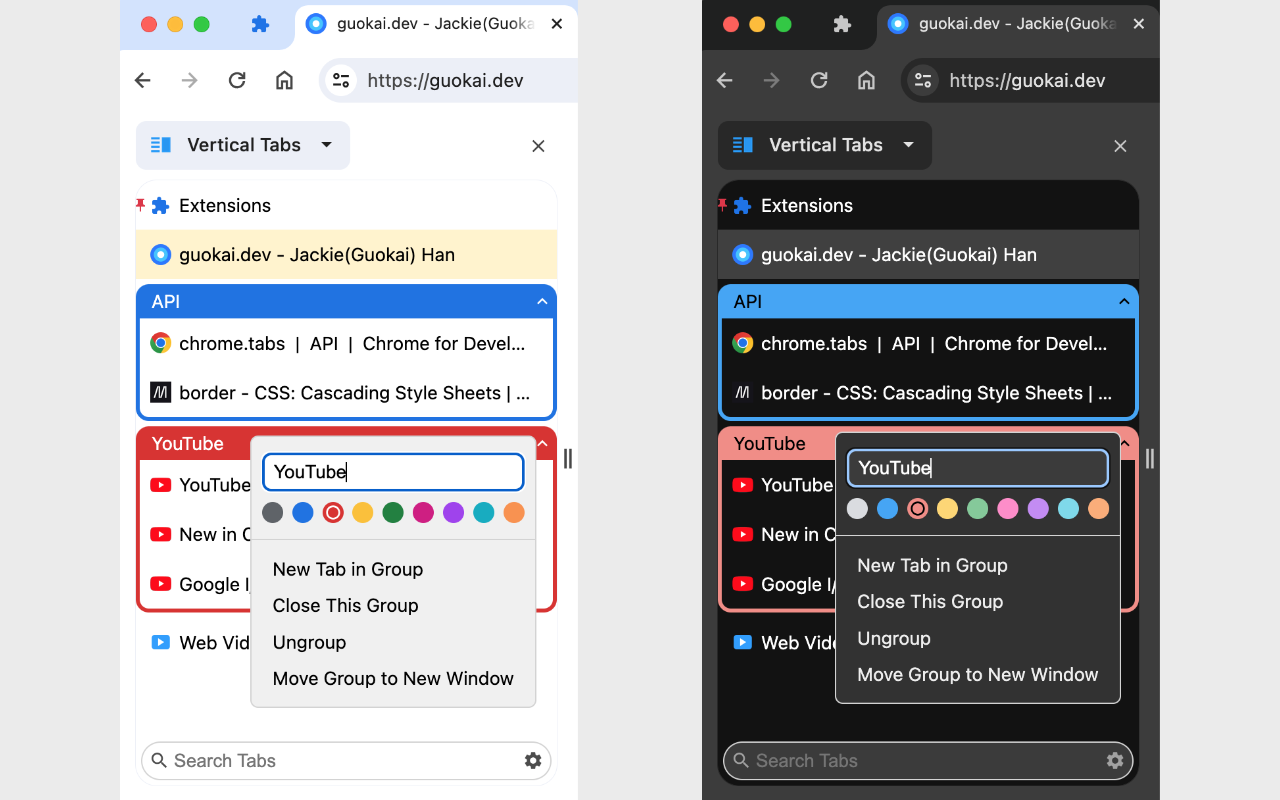 guokai.dev - Jackie(Guoka
https://guokai.dev
Vertical Tabs
Extensions
guokai.dev - Jackie(Guokai) Han
API
chrome.tabs | API | Chrome for Devel...
border - CSS: Cascading Style Sheets | ...
YouTube
YouTube
YouTube
New in C
Google I/
New Tab in Group
Close This Group
Ungroup
Web Vid
Move Group to New Window
Search Tabs
guokai.dev - Jackie(Guoka
https://guokai.dev
Vertical Tabs
Extensions
guokai.dev - Jackie(Guokai) Han
API
chrome.tabs | API | Chrome for Devel...
border - CSS: Cascading Style Sheets | ...
YouTube
YouTube
YouTube
New in C
Google I/
New Tab in Group
Close This Group
Ungroup
Web Vide
Move Group to New Window
Search Tabs